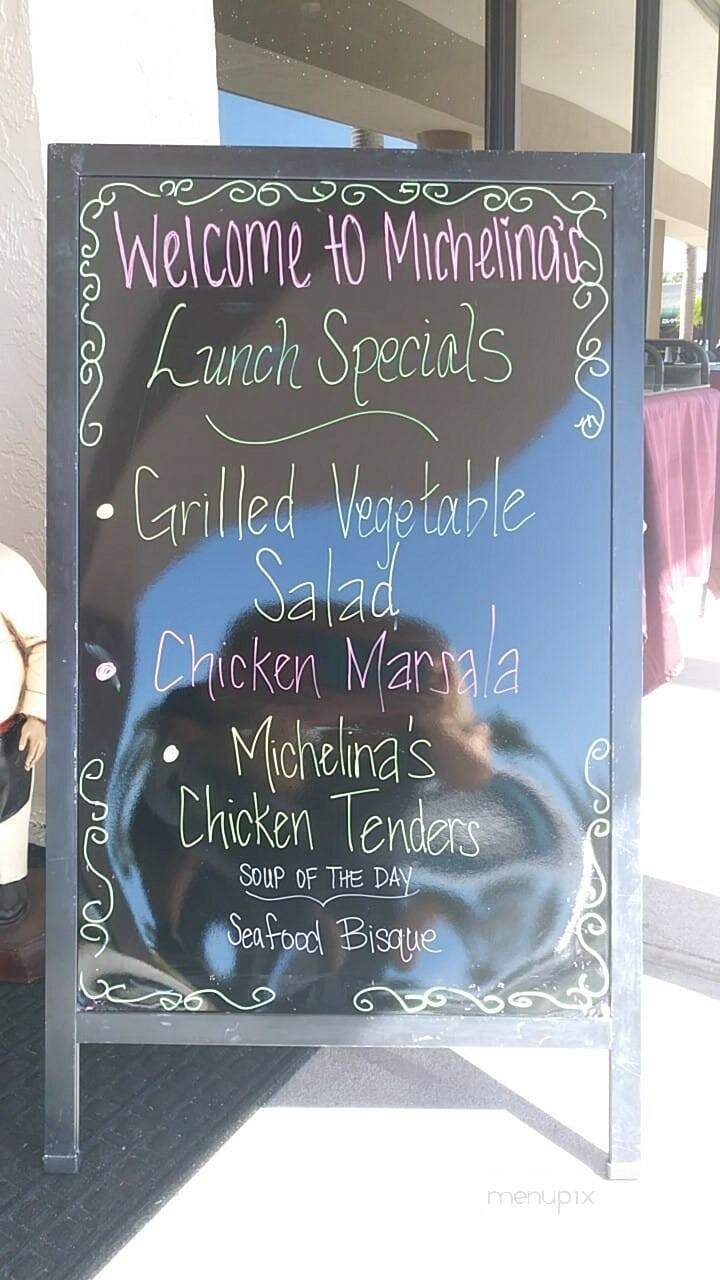 Welcome to Michelina's
Lunch Specials
• Grilled Vegetable
Salad
• Chicken Marsala
• Michelina's
Chicken Tenders
SOUP OF THE DAY
Seafood Bisque
menupix